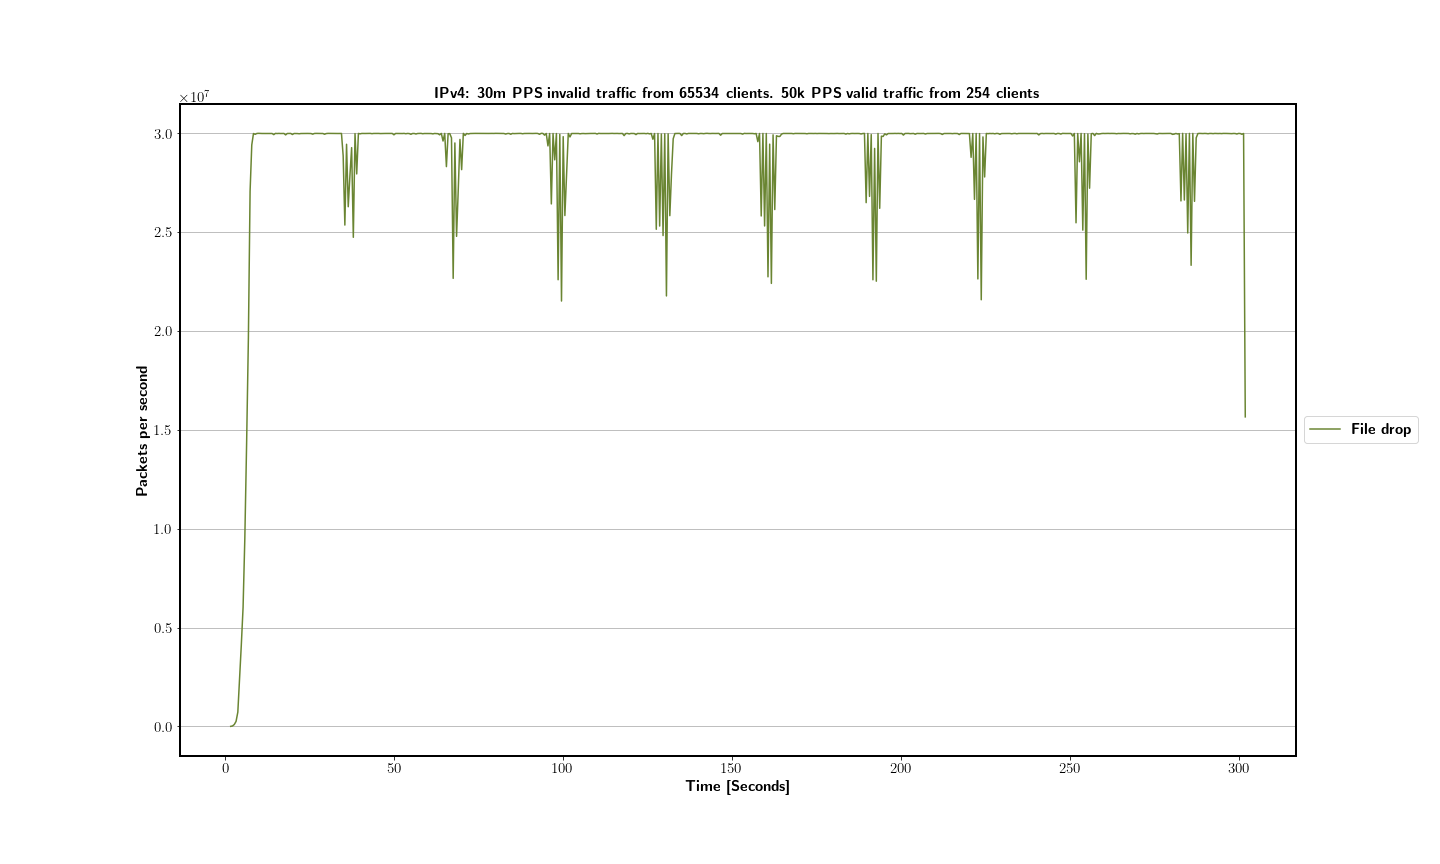 IPv4: 30m PPS invalid traffic from 65534 clients. 50k PPS valid traffic from 254 clients
×10⁷
3.0
2.5
2.0
1.5
1.0
0.5
0.0
Packets per second
File drop
0 50 100 150 200 250 300
Time [Seconds]